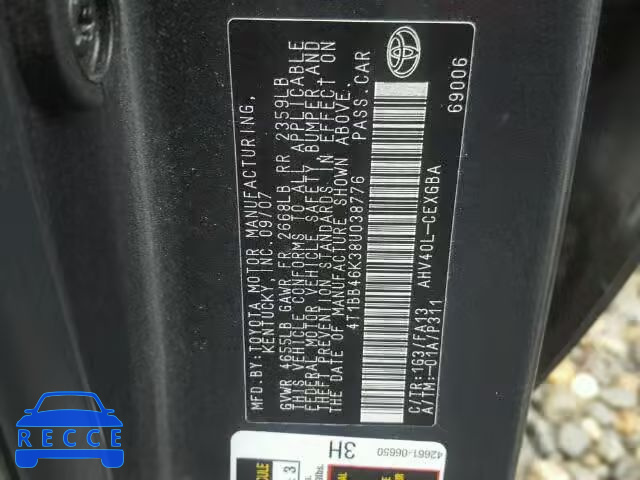 MFD.BY:TOYOTA MOTOR MANUFACTURING,
KENTUCKY, INC. 09/07
GVWR 4655LB GAWR FR 2668LB RR 2359LB
THIS VEHICLE CONFORMS TO ALL APPLICABLE
FEDERAL MOTOR VEHICLE SAFETY, BUMPER, AND
THEFT PREVENTION STANDARDS IN EFFECT ON
THE DATE OF MANUFACTURE SHOWN ABOVE.
4T1BB46K38U038776 PASS.CAR
C/TR:1G3/FA13 AHV40L-CEXGBA
A/TM:-01A/P311
69006
42661-06650
3H
3
RECCE